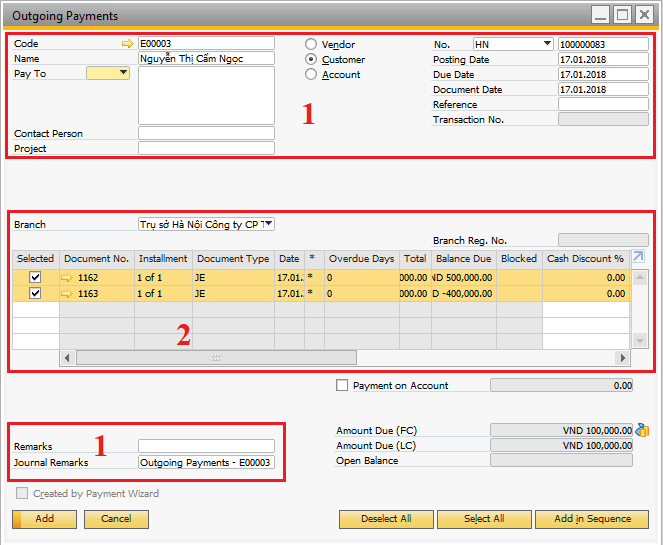 Outgoing Payments
Code E00003
Name Nguyễn Thị Cẩm Ngọc
Pay To
Contact Person
Project
Vendor
Customer
Account
No. HN 100000083
Posting Date 17.01.2018
Due Date 17.01.2018
Document Date 17.01.2018
Reference
Transaction No.
1
Branch Trụ sở Hà Nội Công ty CP T
Branch Reg. No.
Selected Document No. Installment Document Type Date * Overdue Days Total Balance Due Blocked Cash Discount %
1162 1 of 1 JE 17.01. * 0 000.00 ND 500,000.00 0.00
1163 1 of 1 JE 17.01. * 0 000.00 D -400,000.00 0.00
2
Payment on Account 0.00
Amount Due (FC) VND 100,000.00
Amount Due (LC) VND 100,000.00
Open Balance
1
Remarks
Journal Remarks Outgoing Payments - E00003
Created by Payment Wizard
Add Cancel Deselect All Select All Add in Sequence